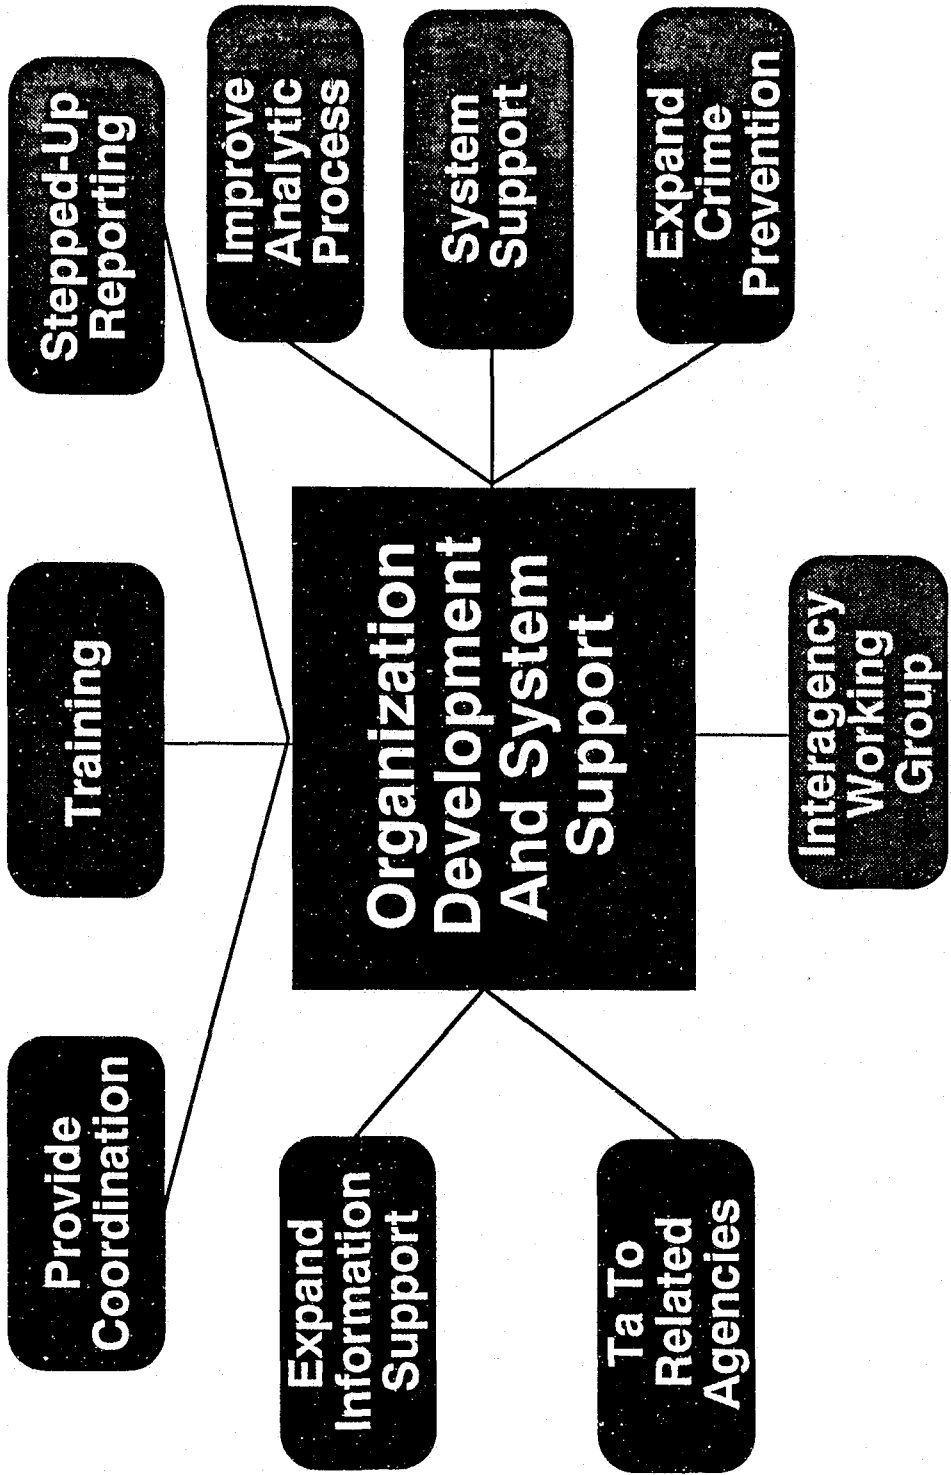 Provide
Coordination
Training
Stepped-Up
Reporting
Improve
Analytic
Process
Expand
Information
Support
Organization
Development
And System
Support
System
Support
Ta To
Related
Agencies
Expand
Crime
Prevention
Interagency
Working
Group